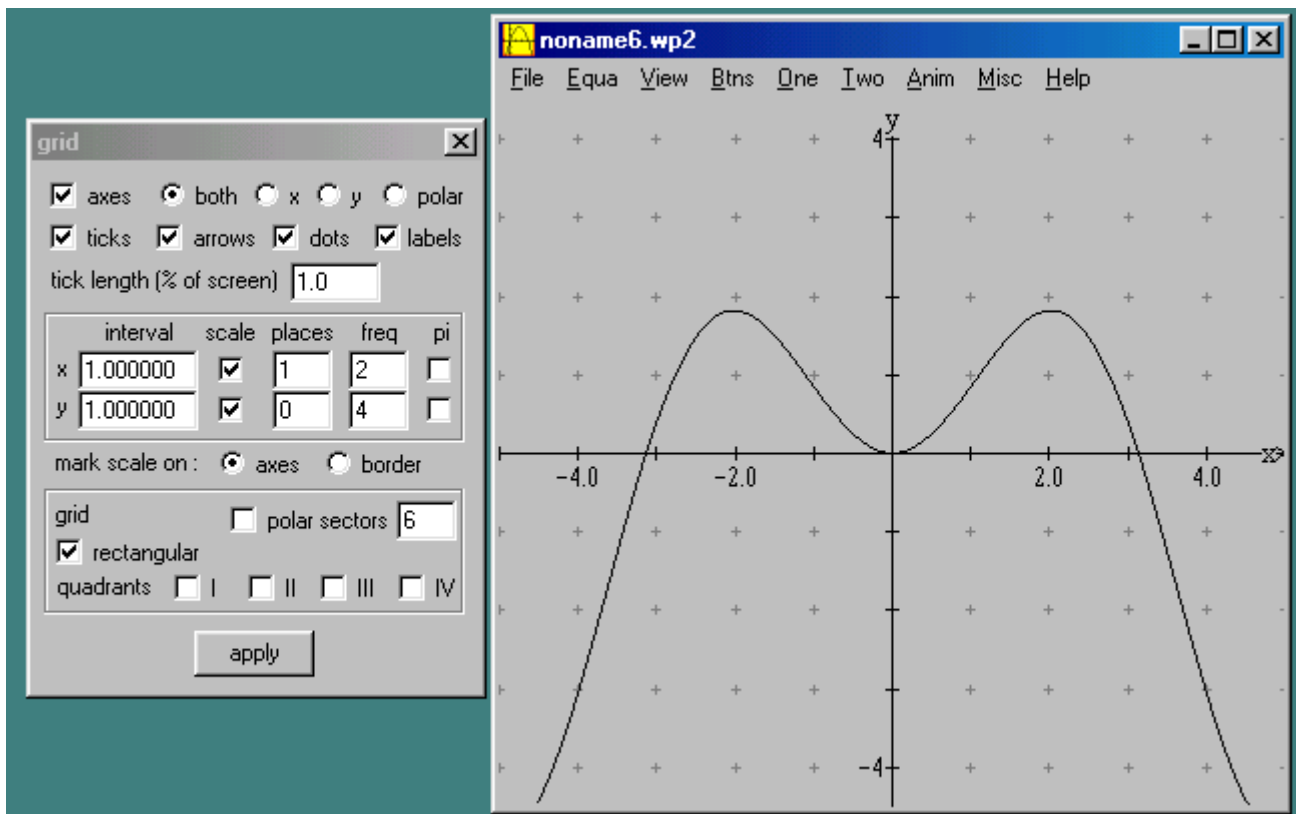 grid
axes both x y polar
ticks arrows dots labels
tick length (% of screen) 1.0
interval scale places freq pi
x 1.000000 1 2
y 1.000000 0 4
mark scale on : axes border
grid polar sectors 6
rectangular
quadrants I II III IV
apply
noname6.wp2
File Equa View Btns One Two Anim Misc Help
y
4
x
-4.0 -2.0 2.0 4.0
-4